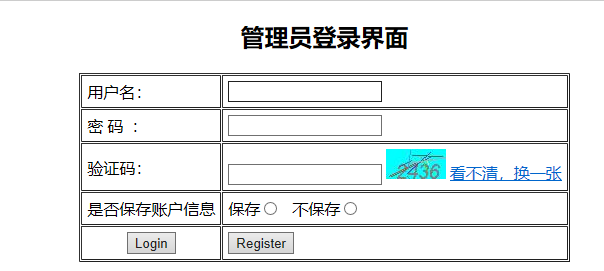 管理员登录界面
用户名：
密 码 ：
验证码： 2436 看不清，换一张
是否保存账户信息 保存 不保存
Login Register